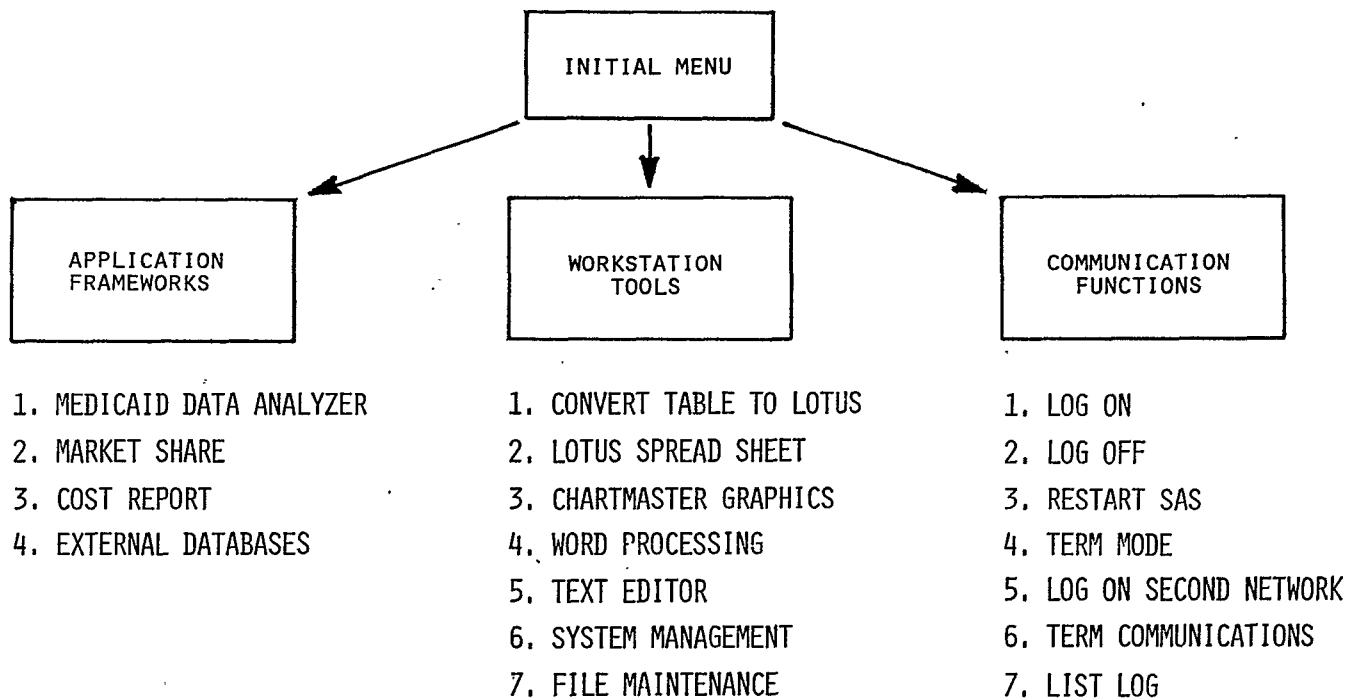 INITIAL MENU
APPLICATION
FRAMEWORKS
WORKSTATION
TOOLS
COMMUNICATION
FUNCTIONS
1. MEDICAID DATA ANALYZER
2. MARKET SHARE
3. COST REPORT
4. EXTERNAL DATABASES
1. CONVERT TABLE TO LOTUS
2. LOTUS SPREAD SHEET
3. CHARTMASTER GRAPHICS
4. WORD PROCESSING
5. TEXT EDITOR
6. SYSTEM MANAGEMENT
7. FILE MAINTENANCE
1. LOG ON
2. LOG OFF
3. RESTART SAS
4. TERM MODE
5. LOG ON SECOND NETWORK
6. TERM COMMUNICATIONS
7. LIST LOG